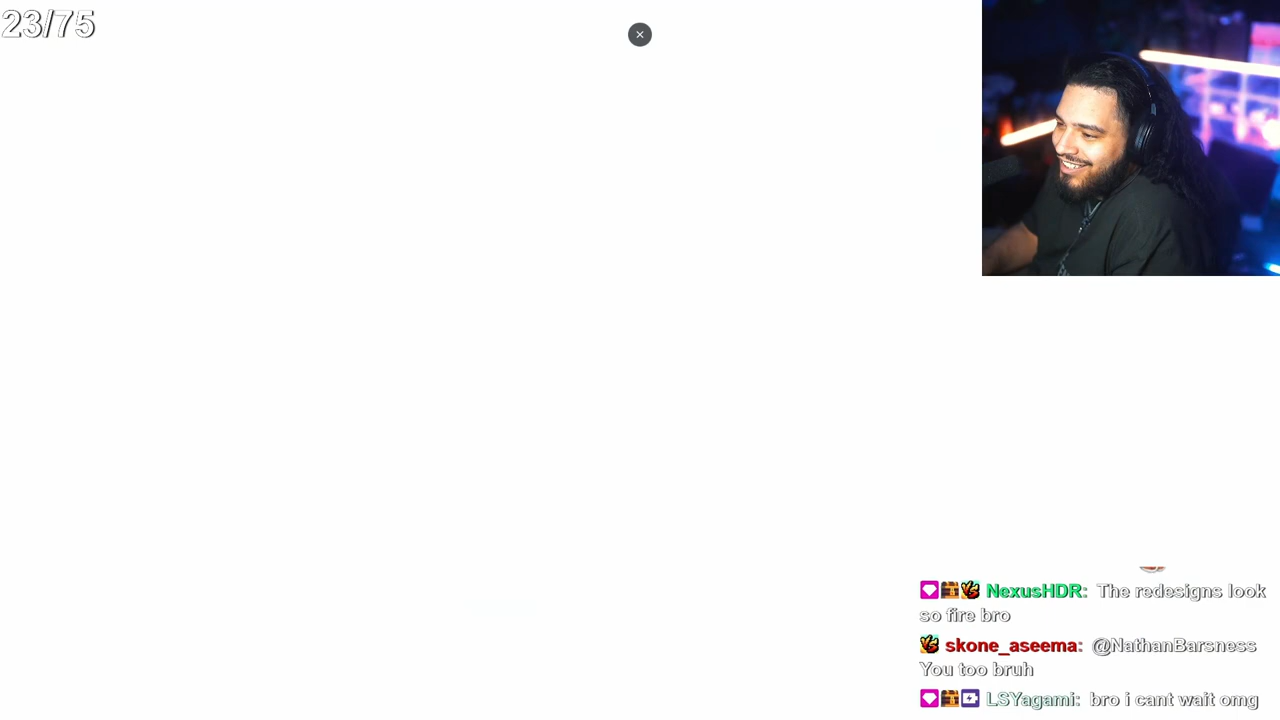 23/75
NexusHDR: The redesigns look
so fire bro
skone_aseema: @NathanBarsness
You too bruh
LSYagami: bro i cant wait omg